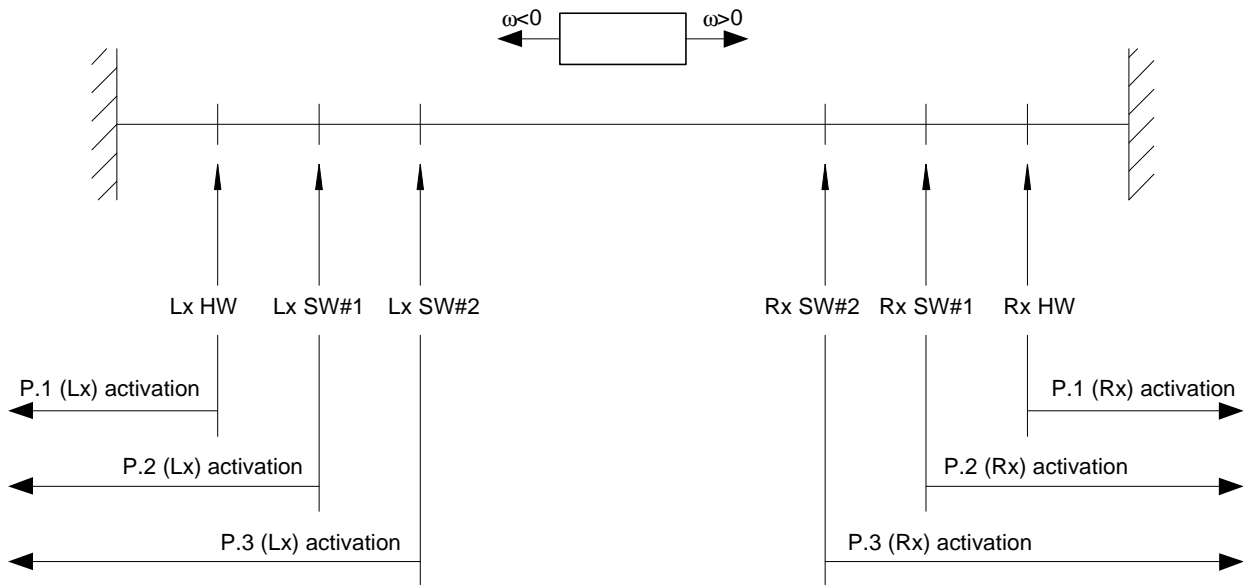 ω<0 ω>0
Lx HW Lx SW#1 Lx SW#2 Rx SW#2 Rx SW#1 Rx HW
P.1 (Lx) activation P.1 (Rx) activation
P.2 (Lx) activation P.2 (Rx) activation
P.3 (Lx) activation P.3 (Rx) activation